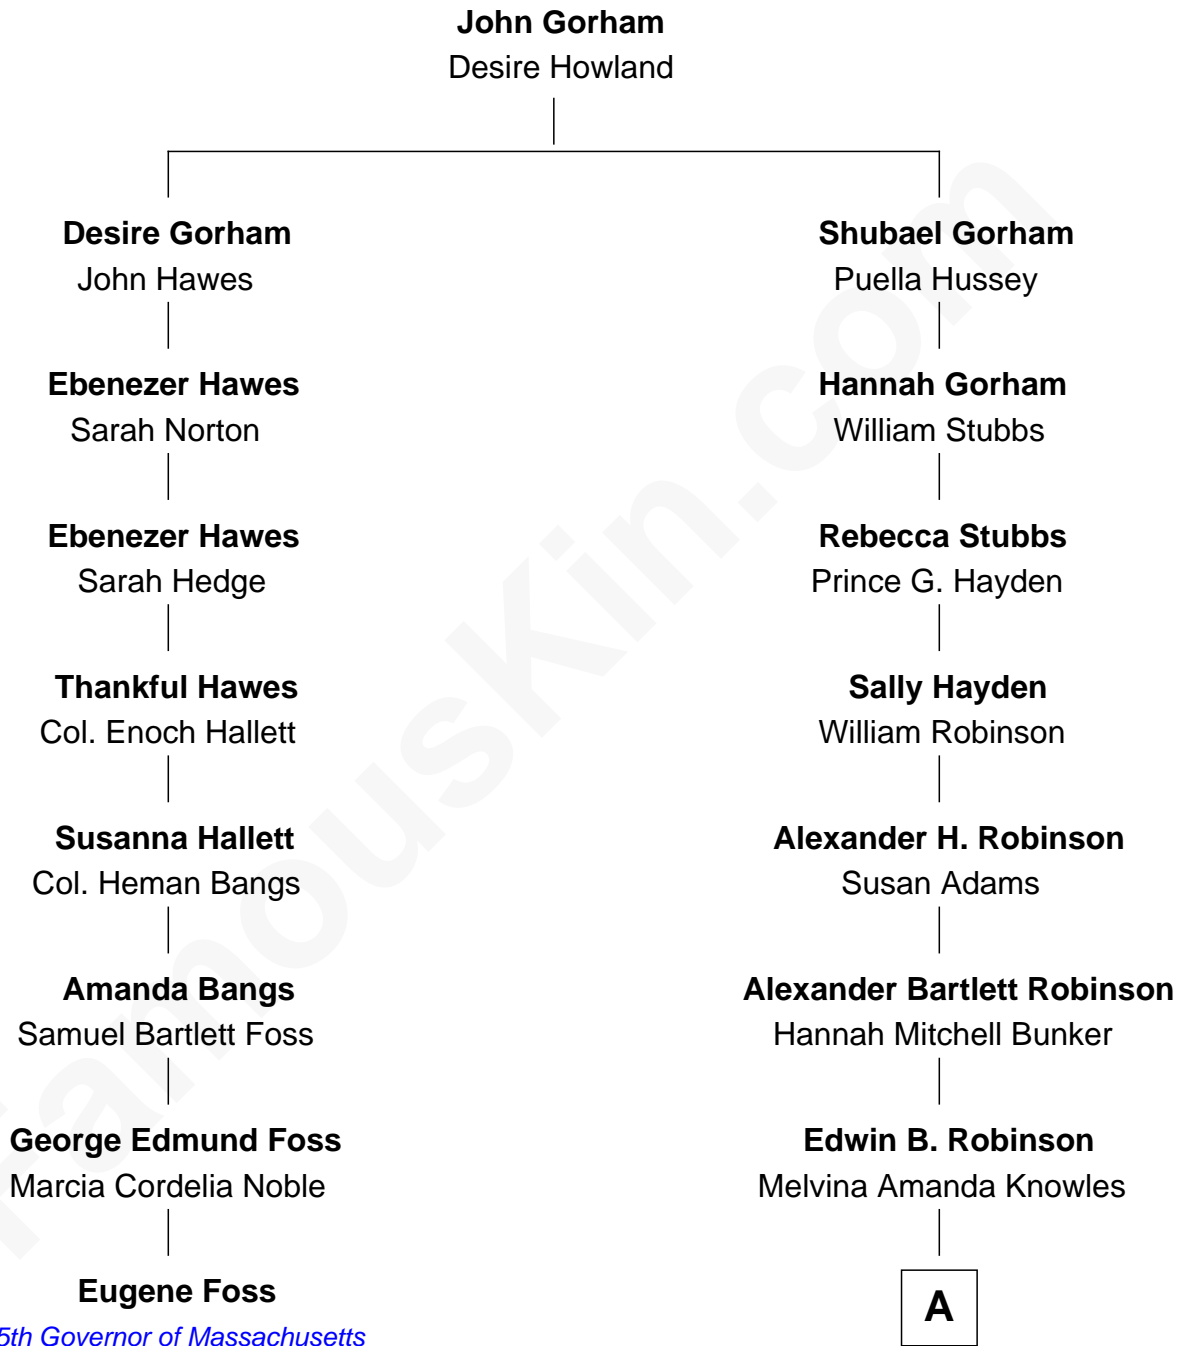 John Gorham
Desire Howland
Desire Gorham
John Hawes
Ebenezer Hawes
Sarah Norton
Ebenezer Hawes
Sarah Hedge
Thankful Hawes
Col. Enoch Hallett
Susanna Hallett
Col. Heman Bangs
Amanda Bangs
Samuel Bartlett Foss
George Edmund Foss
Marcia Cordelia Noble
Eugene Foss
5th Governor of Massachusetts
Shubael Gorham
Puella Hussey
Hannah Gorham
William Stubbs
Rebecca Stubbs
Prince G. Hayden
Sally Hayden
William Robinson
Alexander H. Robinson
Susan Adams
Alexander Bartlett Robinson
Hannah Mitchell Bunker
Edwin B. Robinson
Melvina Amanda Knowles
A
FamousKin.com